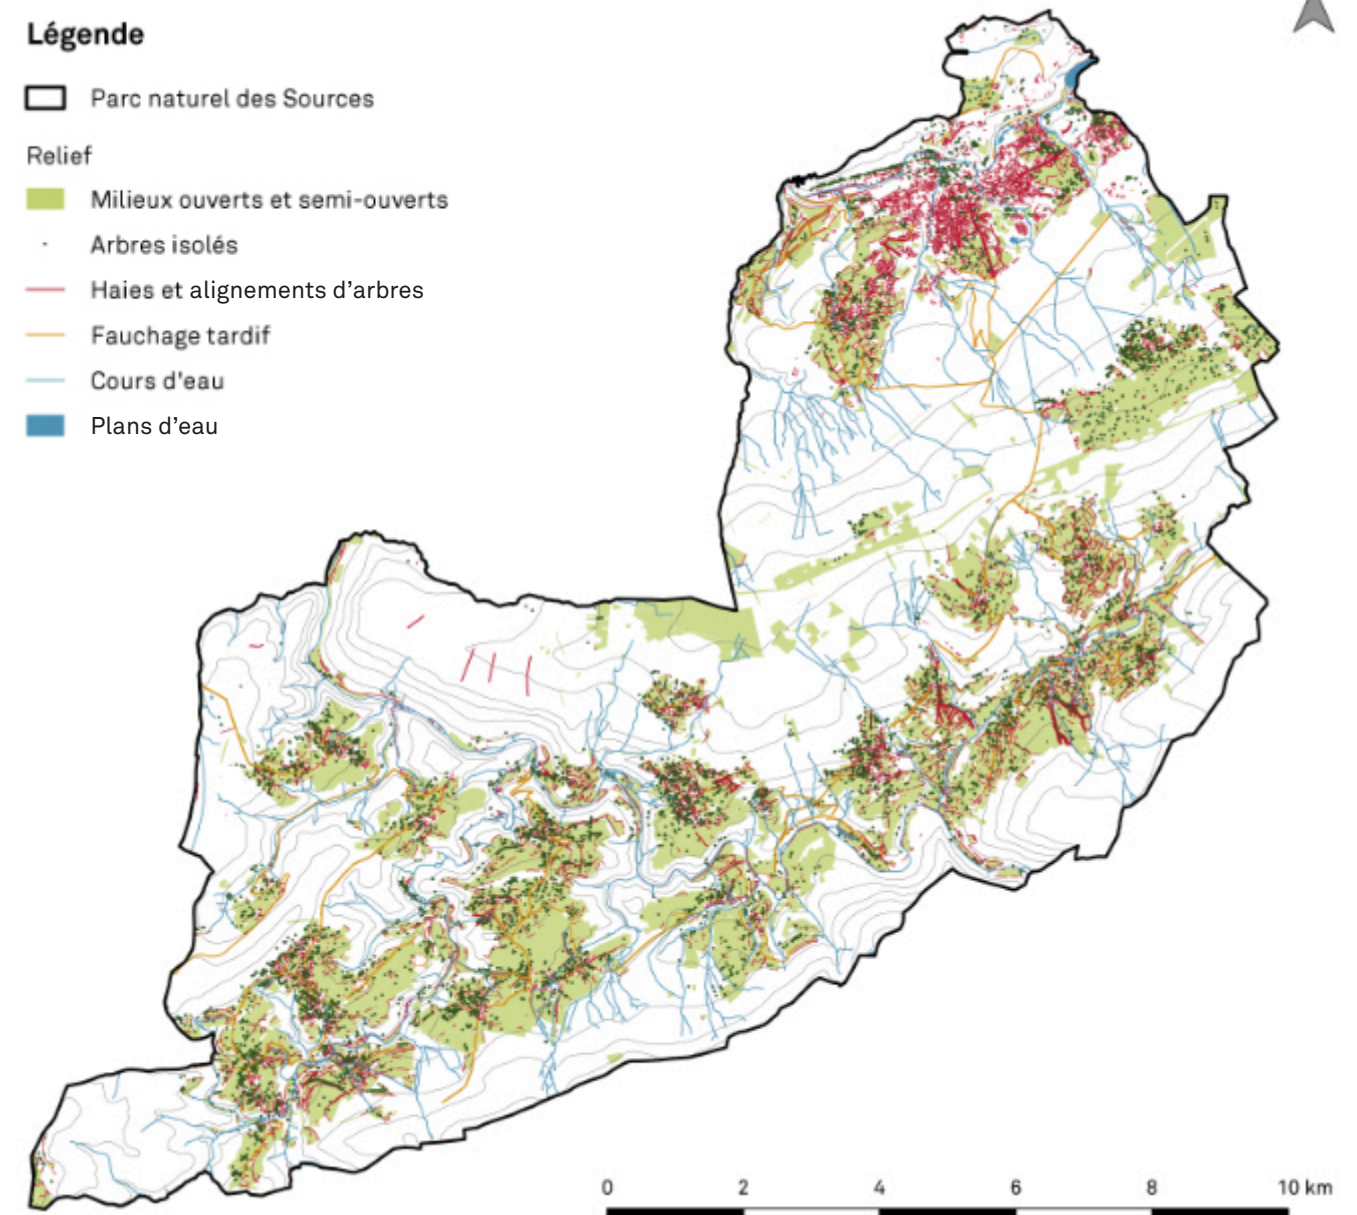 Légende
Parc naturel des Sources
Relief
Milieux ouverts et semi-ouverts
Arbres isolés
Haies et alignements d’arbres
Fauchage tardif
Cours d'eau
Plans d’eau
0 2 4 6 8 10 km